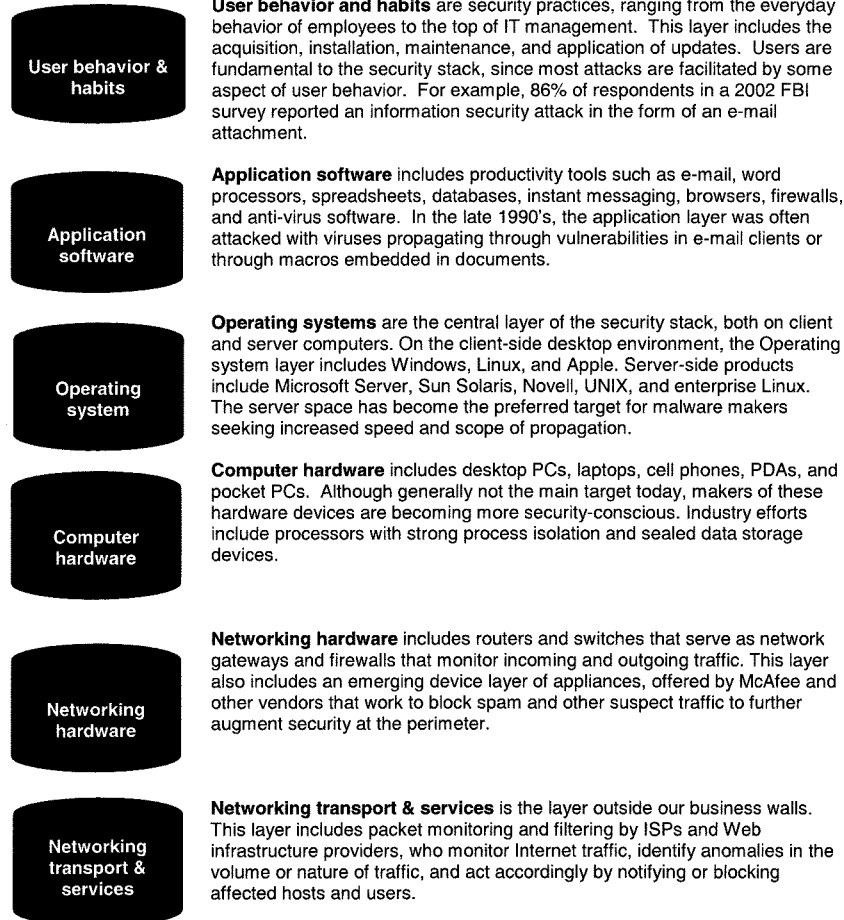 User behavior and habits are security practices, ranging from the everyday
behavior of employees to the top of IT management. This layer includes the
acquisition, installation, maintenance, and application of updates. Users are
fundamental to the security stack, since most attacks are facilitated by some
aspect of user behavior. For example, 86% of respondents in a 2002 FBI
survey reported an information security attack in the form of an e-mail
attachment.
User behavior &
habits
Application software includes productivity tools such as e-mail, word
processors, spreadsheets, databases, instant messaging, browsers, firewalls,
and anti-virus software. In the late 1990's, the application layer was often
attacked with viruses propagating through vulnerabilities in e-mail clients or
through macros embedded in documents.
Application
software
Operating systems are the central layer of the security stack, both on client
and server computers. On the client-side desktop environment, the Operating
system layer includes Windows, Linux, and Apple. Server-side products
include Microsoft Server, Sun Solaris, Novell, UNIX, and enterprise Linux.
The server space has become the preferred target for malware makers
seeking increased speed and scope of propagation.
Operating
system
Computer hardware includes desktop PCs, laptops, cell phones, PDAs, and
pocket PCs. Although generally not the main target today, makers of these
hardware devices are becoming more security-conscious. Industry efforts
include processors with strong process isolation and sealed data storage
devices.
Computer
hardware
Networking hardware includes routers and switches that serve as network
gateways and firewalls that monitor incoming and outgoing traffic. This layer
also includes an emerging device layer of appliances, offered by McAfee and
other vendors that work to block spam and other suspect traffic to further
augment security at the perimeter.
Networking
hardware
Networking transport & services is the layer outside our business walls.
This layer includes packet monitoring and filtering by ISPs and Web
infrastructure providers, who monitor Internet traffic, identify anomalies in the
volume or nature of traffic, and act accordingly by notifying or blocking
affected hosts and users.
Networking
transport &
services